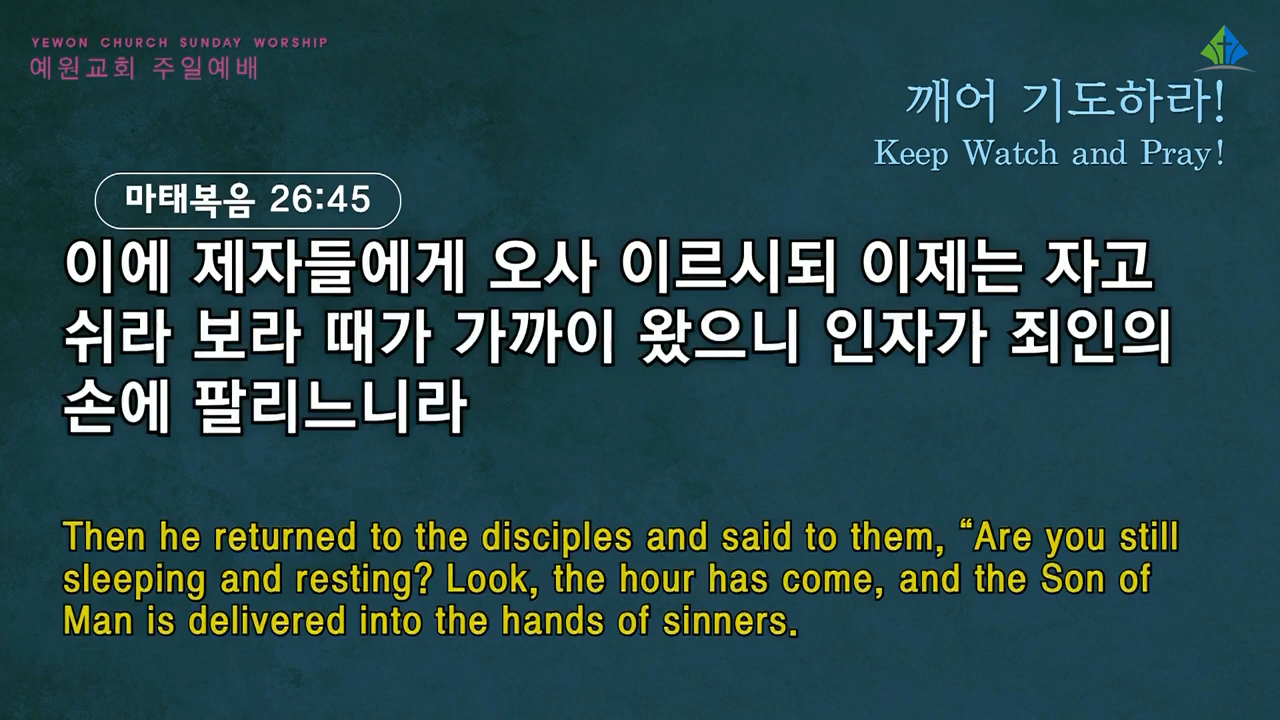 YEWON CHURCH SUNDAY WORSHIP
예원교회 주일예배
깨어 기도하라!
Keep Watch and Pray!
마태복음 26:45
이에 제자들에게 오사 이르시되 이제는 자고
쉬라 보라 때가 가까이 왔으니 인자가 죄인의
손에 팔리느니라
Then he returned to the disciples and said to them, “Are you still
sleeping and resting? Look, the hour has come, and the Son of
Man is delivered into the hands of sinners.